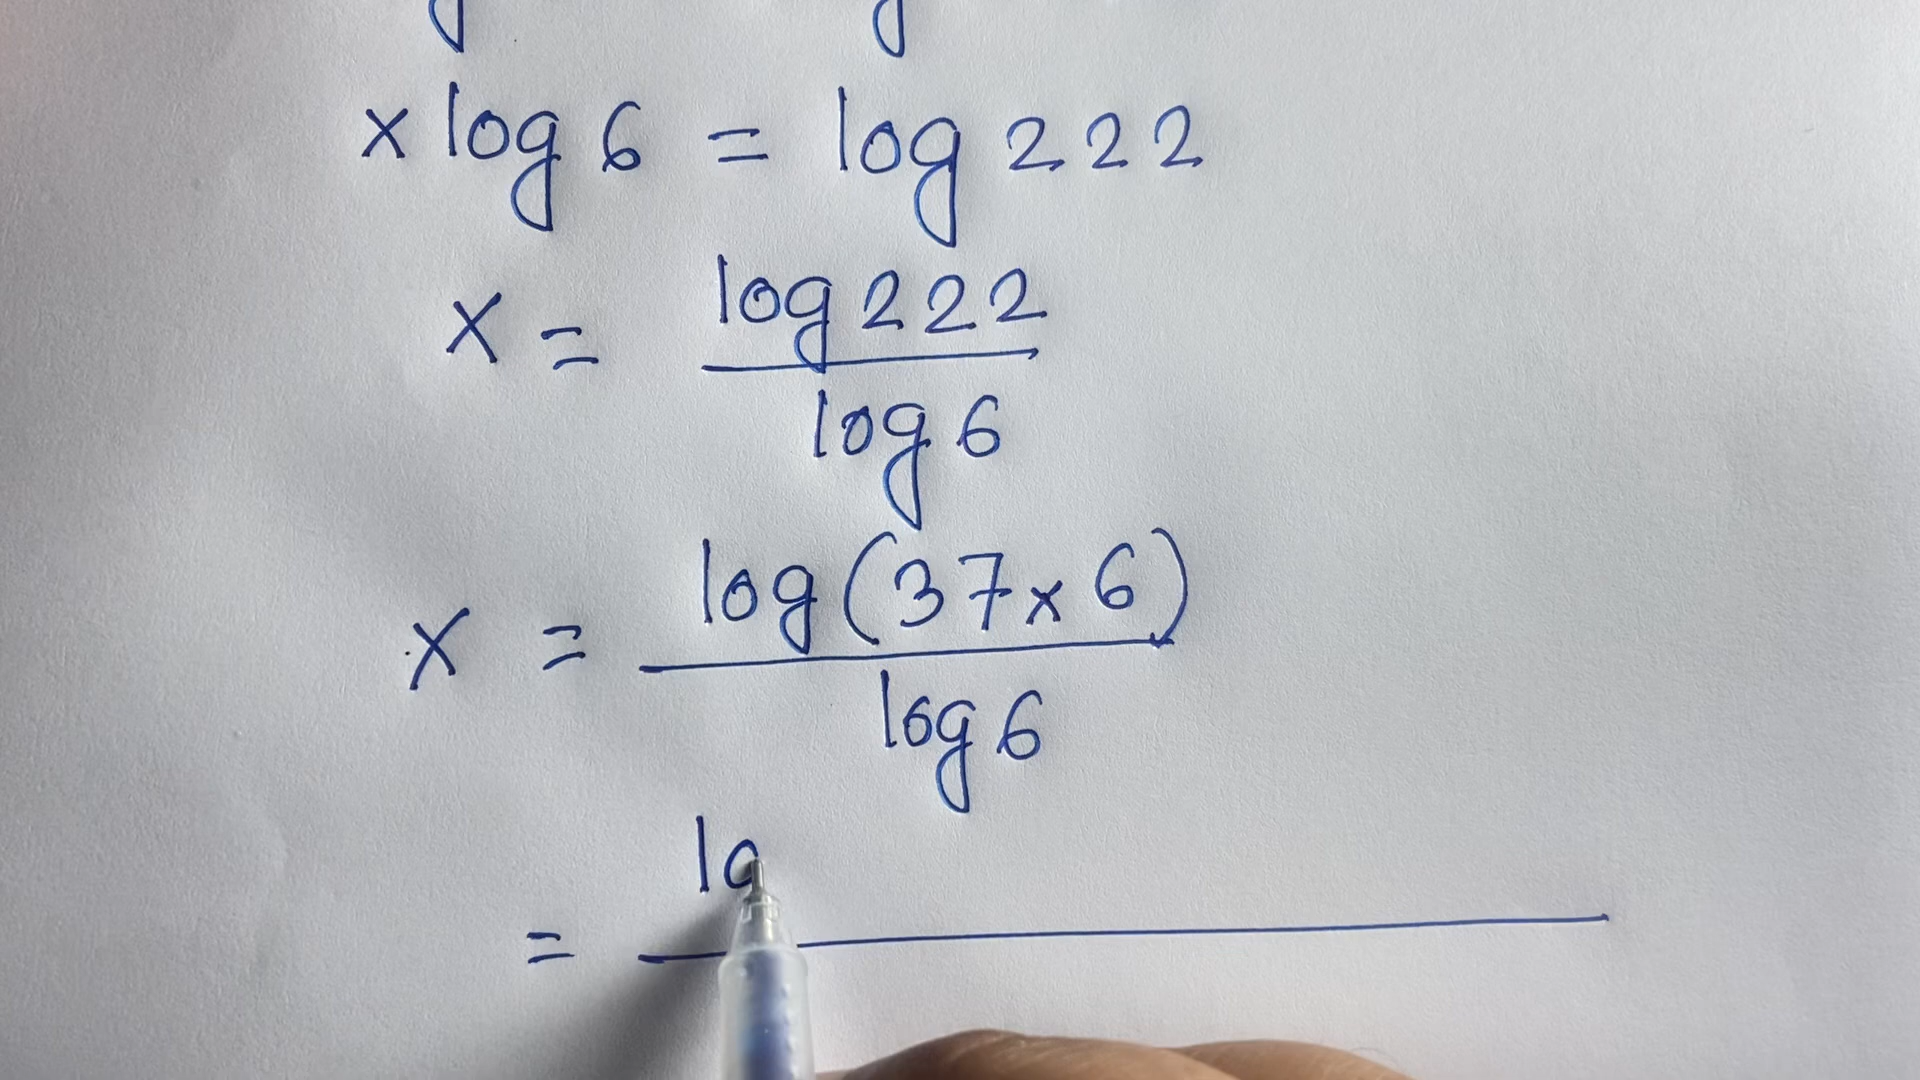 x log 6 = log 222
x = log 222
log 6
x = log (37 x 6)
log 6
= lo